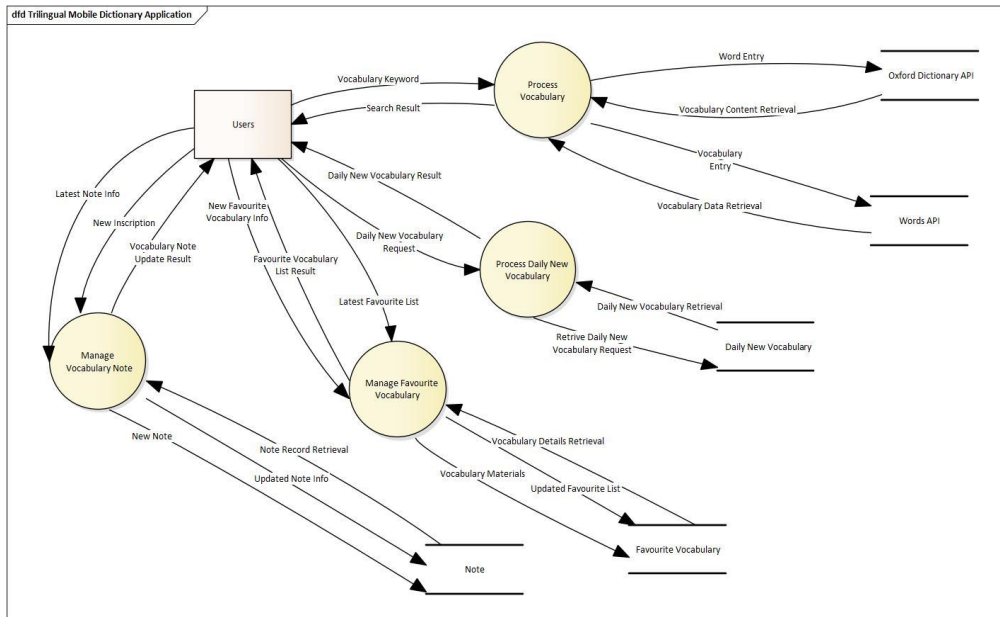 dfd Trilingual Mobile Dictionary Application
Users
Vocabulary Keyword
Search Result
Process
Vocabulary
Word Entry
Oxford Dictionary API
Vocabulary Content Retrieval
Vocabulary
Entry
Vocabulary Data Retrieval
Words API
Daily New Vocabulary Result
Latest Note Info
New Inscription
New Favourite
Vocabulary Info
Daily New Vocabulary
Request
Vocabulary Note
Update Result
Favourite Vocabulary
List Result
Process Daily New
Vocabulary
Latest Favourite List
Daily New Vocabulary Retrieval
Retrive Daily New
Vocabulary Request
Daily New Vocabulary
Manage
Vocabulary Note
Manage Favourite
Vocabulary
New Note
Note Record Retrieval
Updated Note Info
Vocabulary Details Retrieval
Vocabulary Materials
Updated Favourite List
Favourite Vocabulary
Note